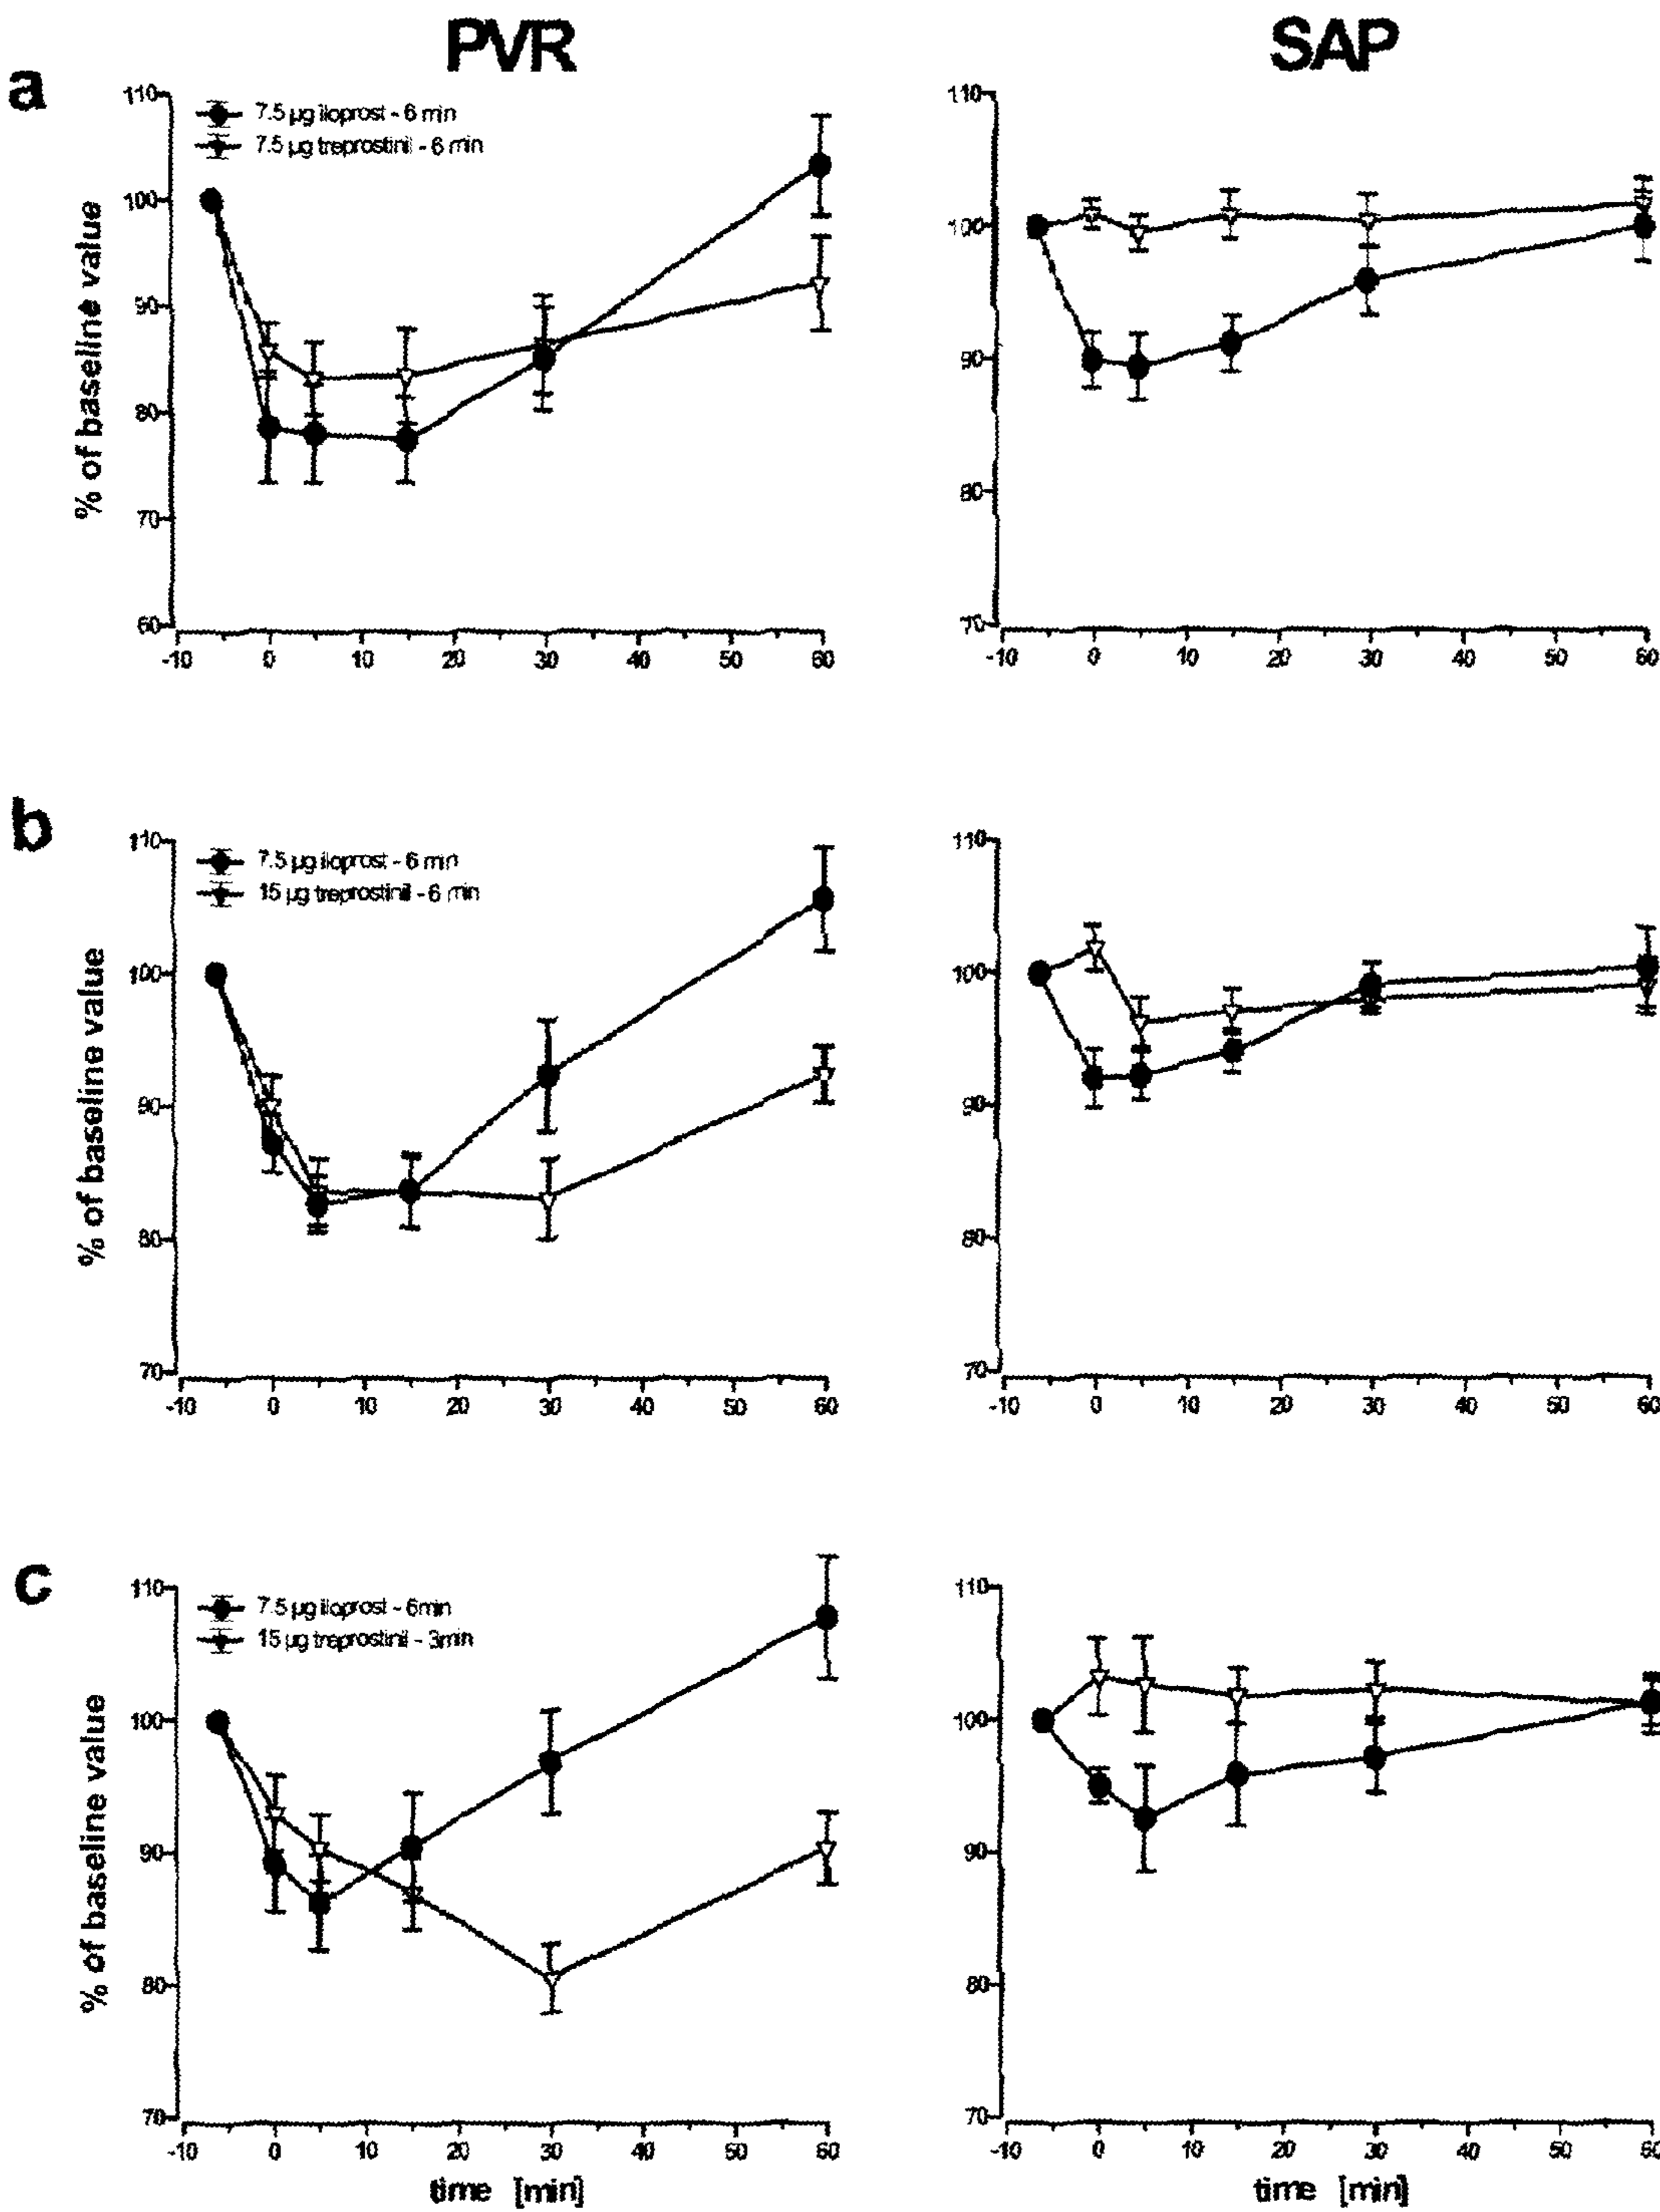 PVR SAP
a
110 110
7.5 µg iloprost - 6 min
7.5 µg treprostinil - 6 min
100 100
% of baseline value
90 90
80 80
70
60 70
-10 0 10 20 30 40 50 60 -10 0 10 20 30 40 50 60
b
110 110
7.5 µg iloprost - 6 min
15 µg treprostinil - 6 min
100 100
% of baseline value
90 90
80 80
70 70
-10 0 10 20 30 40 50 60 -10 0 10 20 30 40 50 60
c
110 110
7.5 µg iloprost - 6min
15 µg treprostinil - 3min
100 100
% of baseline value
90 90
80 80
70 70
-10 0 10 20 30 40 50 60 -10 0 10 20 30 40 50 60
time [min] time [min]